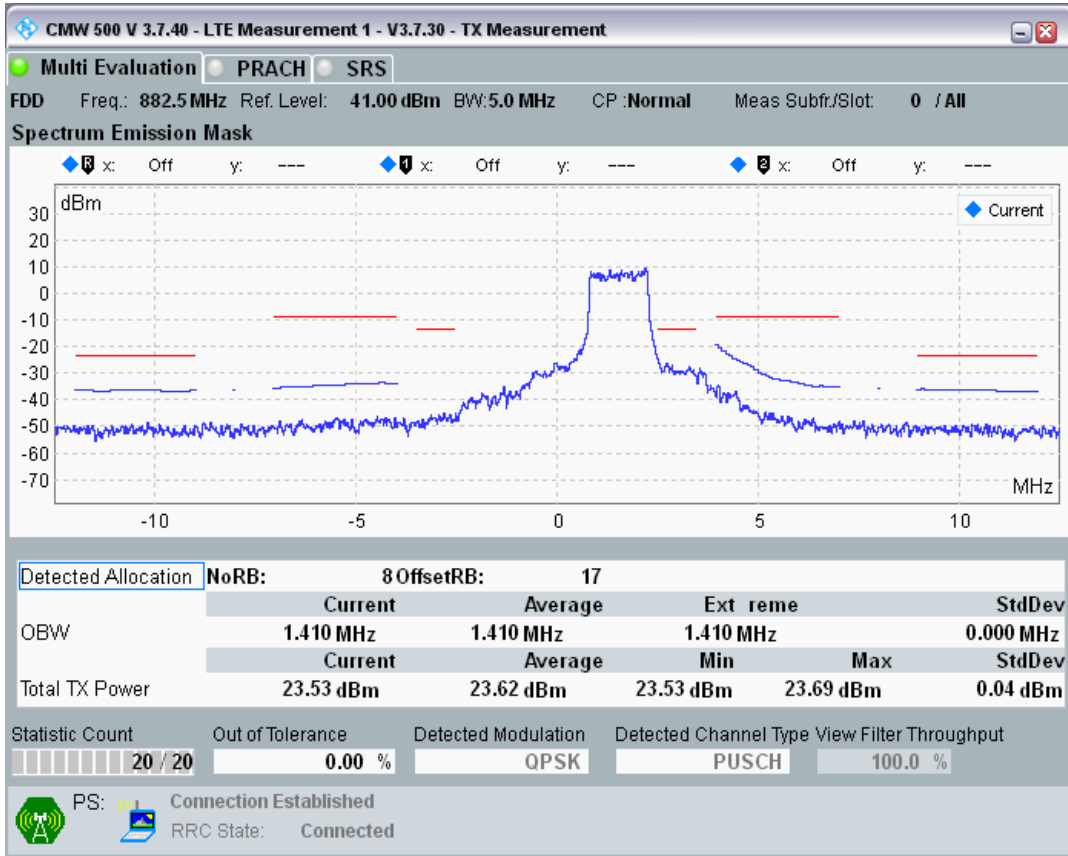 CMW 500 V 3.7.40 - LTE Measurement 1 - V3.7.30 - TX Measurement
Multi Evaluation PRACH SRS
FDD Freq.: 882.5 MHz Ref. Level: 41.00 dBm BW:5.0 MHz CP :Normal Meas Subfr./Slot: 0 / All
Spectrum Emission Mask
R x: Off y: --- 1 x: Off y: --- 2 x: Off y: ---
dBm
Current
30
20
10
0
-10
-20
-30
-40
-50
-60
-70
MHz
-10 -5 0 5 10
Detected Allocation NoRB: 8 OffsetRB: 17
Current Average Ext reme StdDev
OBW 1.410 MHz 1.410 MHz 1.410 MHz 0.000 MHz
Current Average Min Max StdDev
Total TX Power 23.53 dBm 23.62 dBm 23.53 dBm 23.69 dBm 0.04 dBm
Statistic Count Out of Tolerance Detected Modulation Detected Channel Type View Filter Throughput
20 / 20 0.00 % QPSK PUSCH 100.0 %
PS: Connection Established
RRC State: Connected